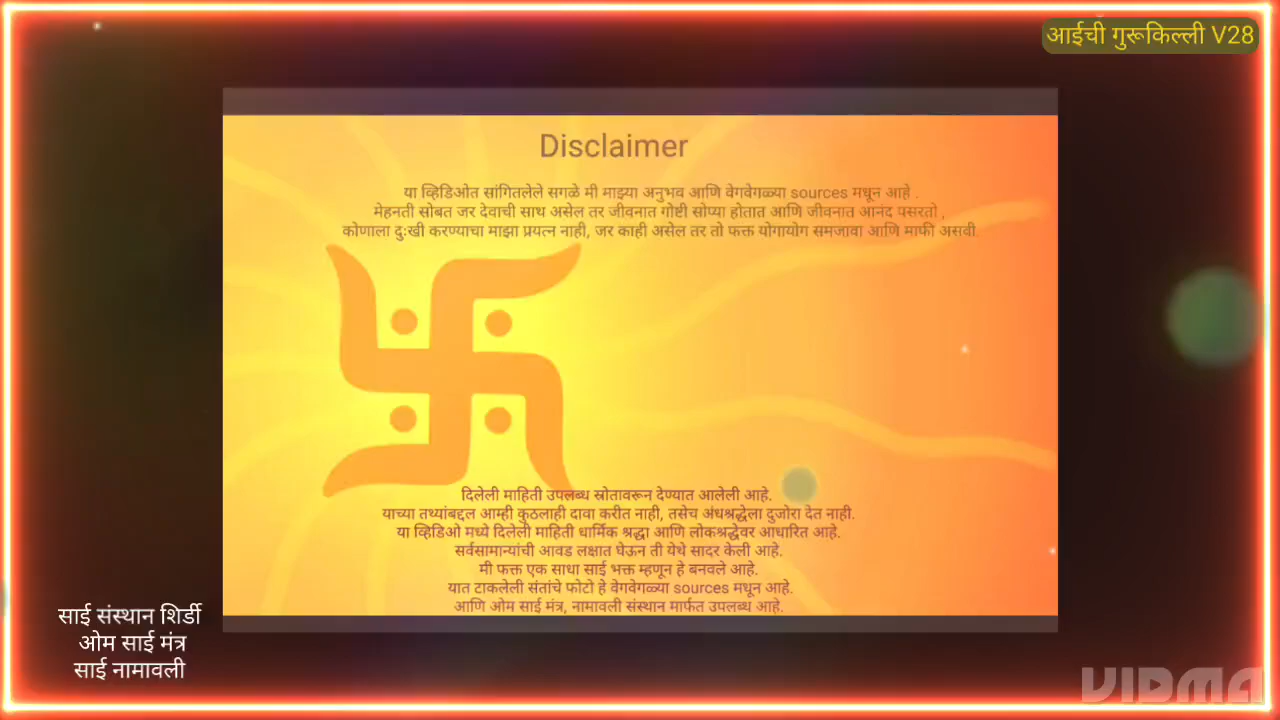 आईची गुरूकिल्ली V28
Disclaimer
या व्हिडिओत सांगितलेले सगळे मी माझ्या अनुभव आणि वेगवेगळ्या sources मधून आहे .
मेहनती सोबत जर देवाची साथ असेल तर जीवनात गोष्टी सोप्या होतात आणि जीवनात आनंद पसरतो ,
कोणाला दुःखी करण्याचा माझा प्रयत्न नाही, जर काही असेल तर तो फक्त योगायोग समजावा आणि माफी असवी.
दिलेली माहिती उपलब्ध स्रोतावरून देण्यात आलेली आहे.
याच्या तथ्यांबद्दल आम्ही कुठलाही दावा करीत नाही, तसेच अंधश्रद्धेला दुजोरा देत नाही.
या व्हिडिओ मध्ये दिलेली माहिती धार्मिक श्रद्धा आणि लोकश्रद्धेवर आधारित आहे.
सर्वसामान्यांची आवड लक्षात घेऊन ती येथे सादर केली आहे.
मी फक्त एक साधा साई भक्त म्हणून हे बनवले आहे.
यात टाकलेली संतांचे फोटो हे वेगवेगळ्या sources मधून आहे.
आणि ओम साई मंत्र, नामावली संस्थान मार्फत उपलब्ध आहे.
साई संस्थान शिर्डी
ओम साई मंत्र
साई नामावली
VIDMA